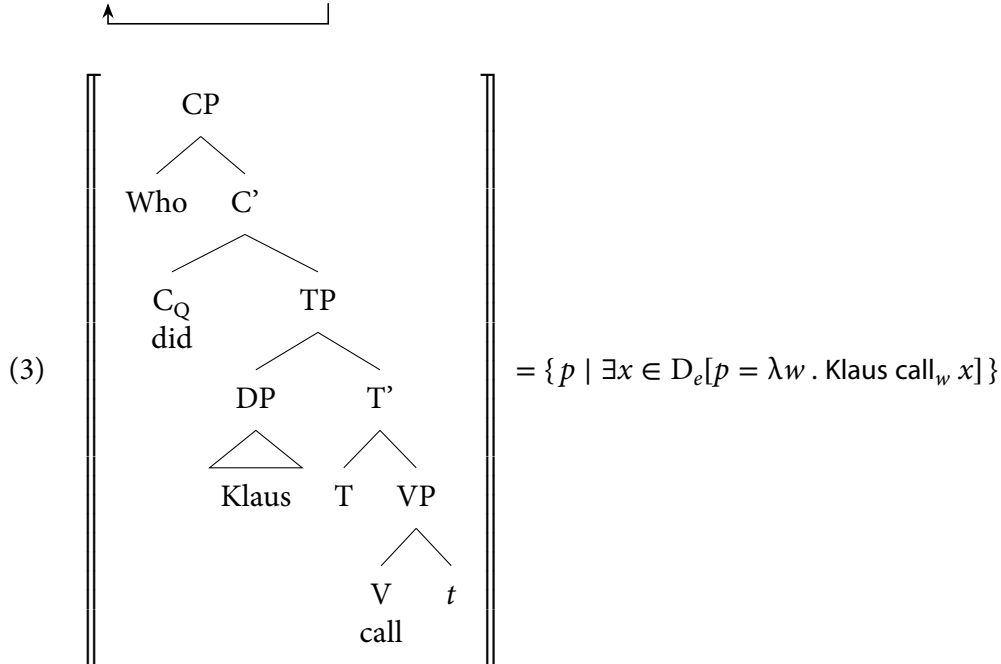 CP
Who C’
C_Q TP
did
(3) = { p | ∃x ∈ D_e[p = λw . Klaus call_w x] }
DP T’
Klaus T VP
V t
call